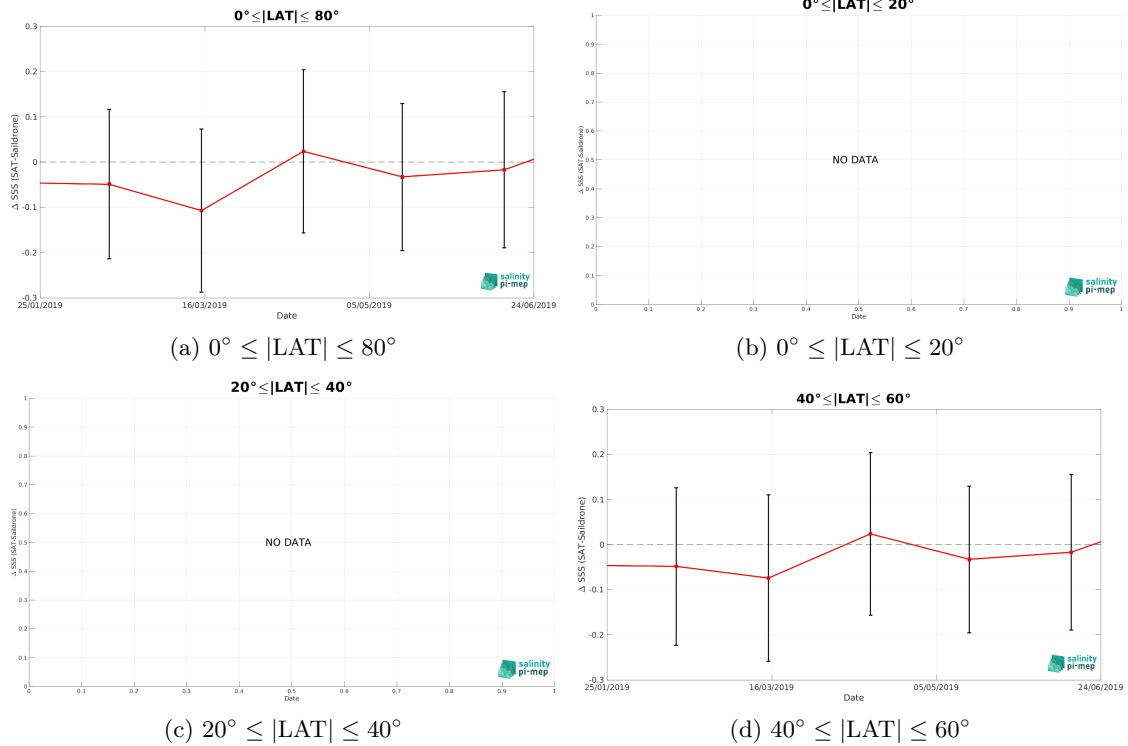 0°≤|LAT|≤ 80°
0.3
0.2
0.1
0
-0.1
-0.2
-0.3
Δ SSS (SAT-Saildrone)
25/01/2019 16/03/2019 05/05/2019 24/06/2019
Date
salinity
pi-mep
(a) 0° ≤ |LAT| ≤ 80°
0°≤|LAT|≤ 20°
1
0.9
0.8
0.7
0.6
0.5
0.4
0.3
0.2
0.1
0
Δ SSS (SAT-Saildrone)
NO DATA
0 0.1 0.2 0.3 0.4 0.5 0.6 0.7 0.8 0.9 1
Date
salinity
pi-mep
(b) 0° ≤ |LAT| ≤ 20°
20°≤|LAT|≤ 40°
1
0.9
0.8
0.7
0.6
0.5
0.4
0.3
0.2
0.1
0
Δ SSS (SAT-Saildrone)
NO DATA
0 0.1 0.2 0.3 0.4 0.5 0.6 0.7 0.8 0.9 1
Date
salinity
pi-mep
(c) 20° ≤ |LAT| ≤ 40°
40°≤|LAT|≤ 60°
0.3
0.2
0.1
0
-0.1
-0.2
-0.3
Δ SSS (SAT-Saildrone)
25/01/2019 16/03/2019 05/05/2019 24/06/2019
Date
salinity
pi-mep
(d) 40° ≤ |LAT| ≤ 60°